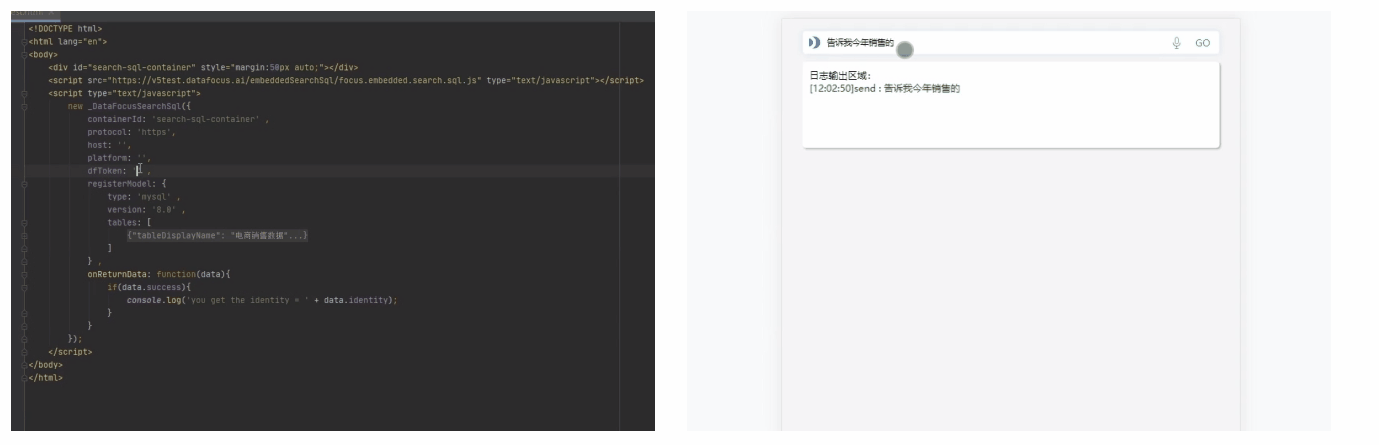 <!DOCTYPE html>
<html lang="en">
<body>
<div id="search-sql-container" style="margin:50px auto;"></div>
<script src="https://v5test.datafocus.ai/embeddedSearchSql/focus.embedded.search.sql.js" type="text/javascript"></script>
<script type="text/javascript">
new _DataFocusSearchSql({
containerId: 'search-sql-container' ,
protocol: 'https',
host: '',
platform: '',
dfToken: '' ,
registerModel: {
type: 'mysql' ,
version: '8.0' ,
tables: [
{"tableDisplayName": "电商销售数据"...}
]
} ,
onReturnData: function(data){
if(data.success){
console.log('you get the identity = ' + data.identity);
}
}
});
</script>
</body>
</html>
告诉我今年销售的
GO
日志输出区域：
[12:02:50]send : 告诉我今年销售的